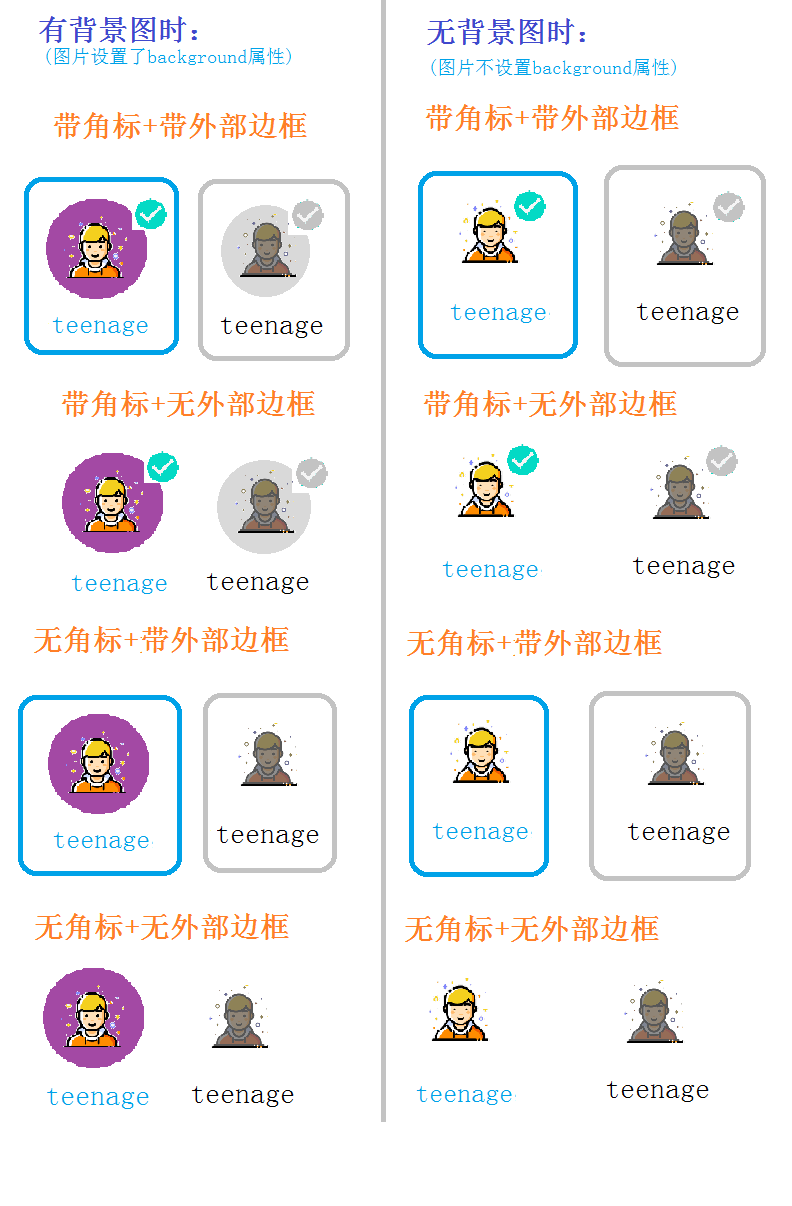 有背景图时：
(图片设置了background属性)
带角标+带外部边框
teenage
teenage
带角标+无外部边框
teenage
teenage
无角标+带外部边框
teenage
teenage
无角标+无外部边框
teenage
teenage
无背景图时：
(图片不设置background属性)
带角标+带外部边框
teenage
teenage
带角标+无外部边框
teenage
teenage
无角标+带外部边框
teenage
teenage
无角标+无外部边框
teenage
teenage